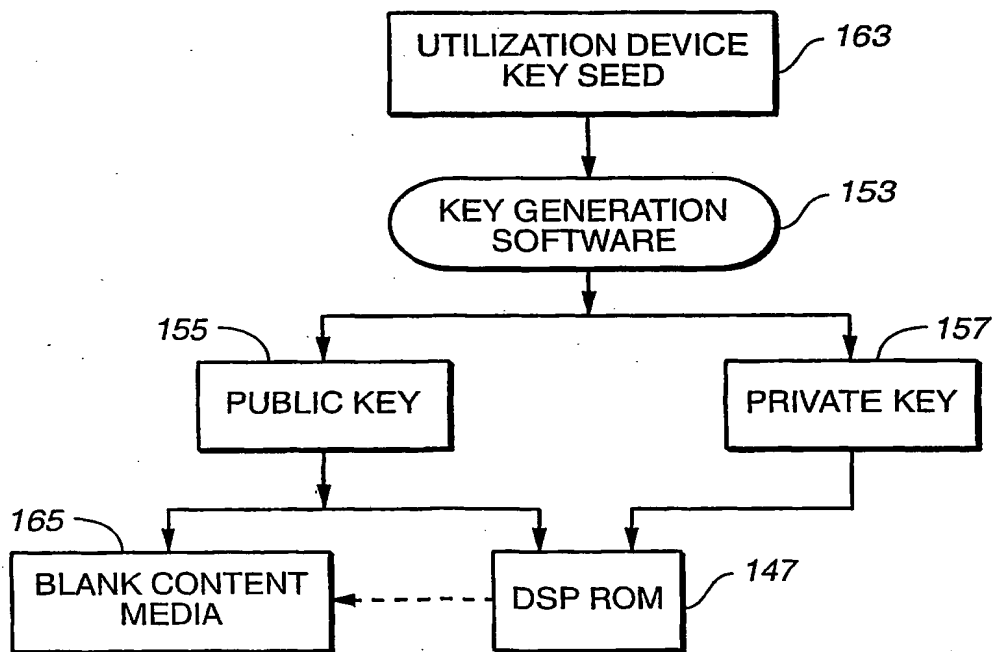 UTILIZATION DEVICE
KEY SEED
163
KEY GENERATION
SOFTWARE
153
155
157
PUBLIC KEY
PRIVATE KEY
165
BLANK CONTENT
MEDIA
DSP ROM
147